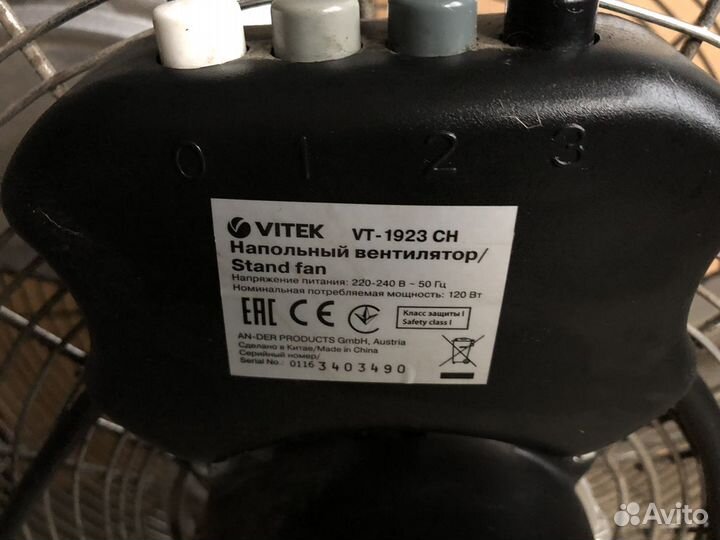 0 1 2 3
VITEK VT-1923 CH
Напольный вентилятор/
Stand fan
Напряжение питания: 220-240 В ~ 50 Гц
Номинальная потребляемая мощность: 120 Вт
EAC CE
Класс защиты I
Safety class I
AN-DER PRODUCTS GmbH, Austria
Сделано в Китае/Made in China
Серийный номер/
Serial No.: 0116 3403490
Avito